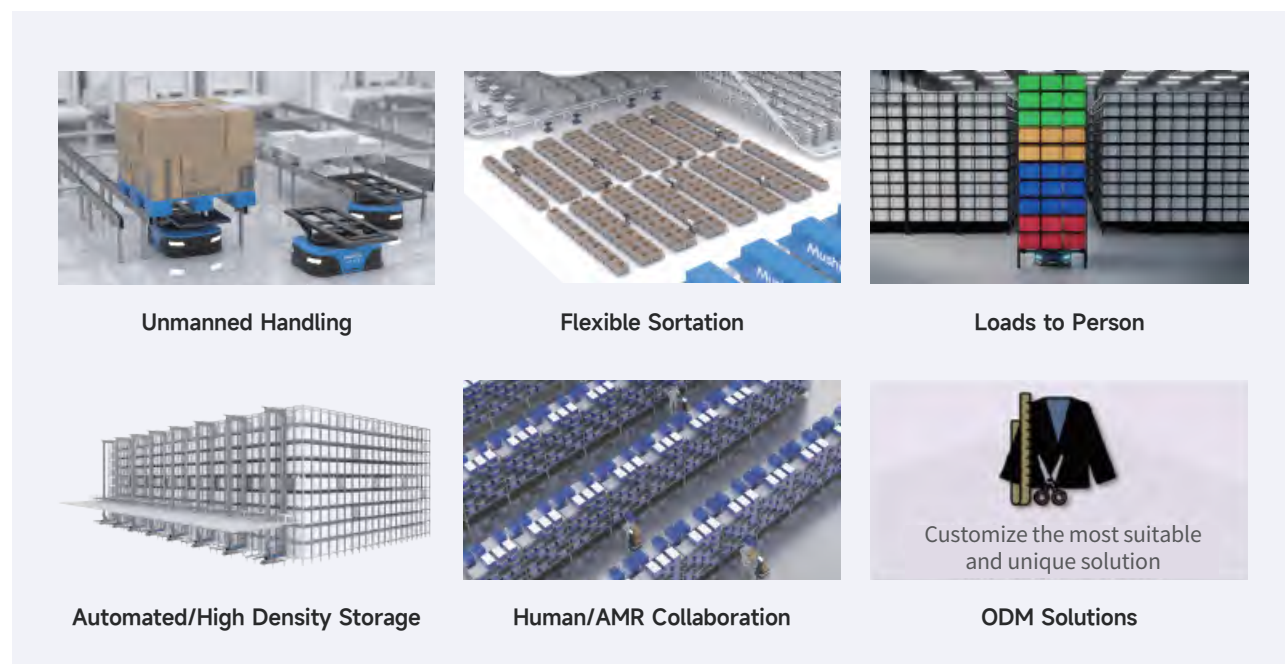 Unmanned Handling
Flexible Sortation
Loads to Person
Customize the most suitable
and unique solution
Automated/High Density Storage
Human/AMR Collaboration
ODM Solutions